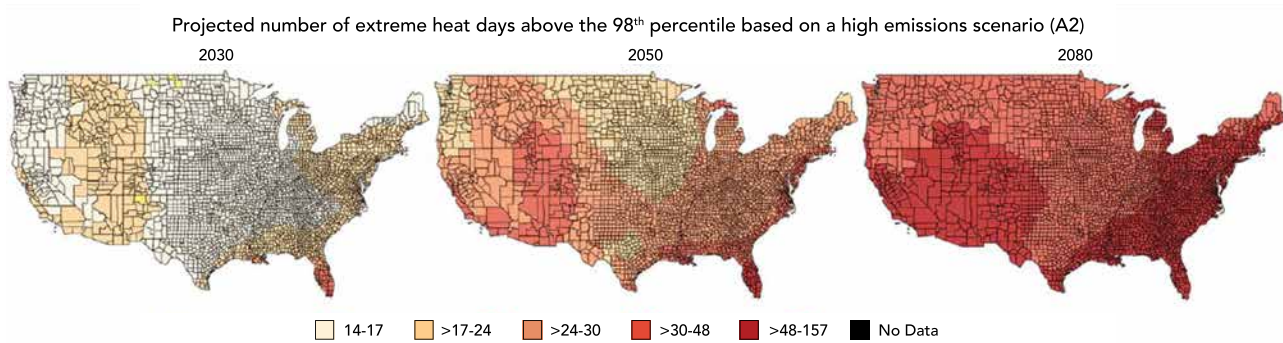 Projected number of extreme heat days above the 98th percentile based on a high emissions scenario (A2)
2030 2050 2080
14-17 >17-24 >24-30 >30-48 >48-157 No Data